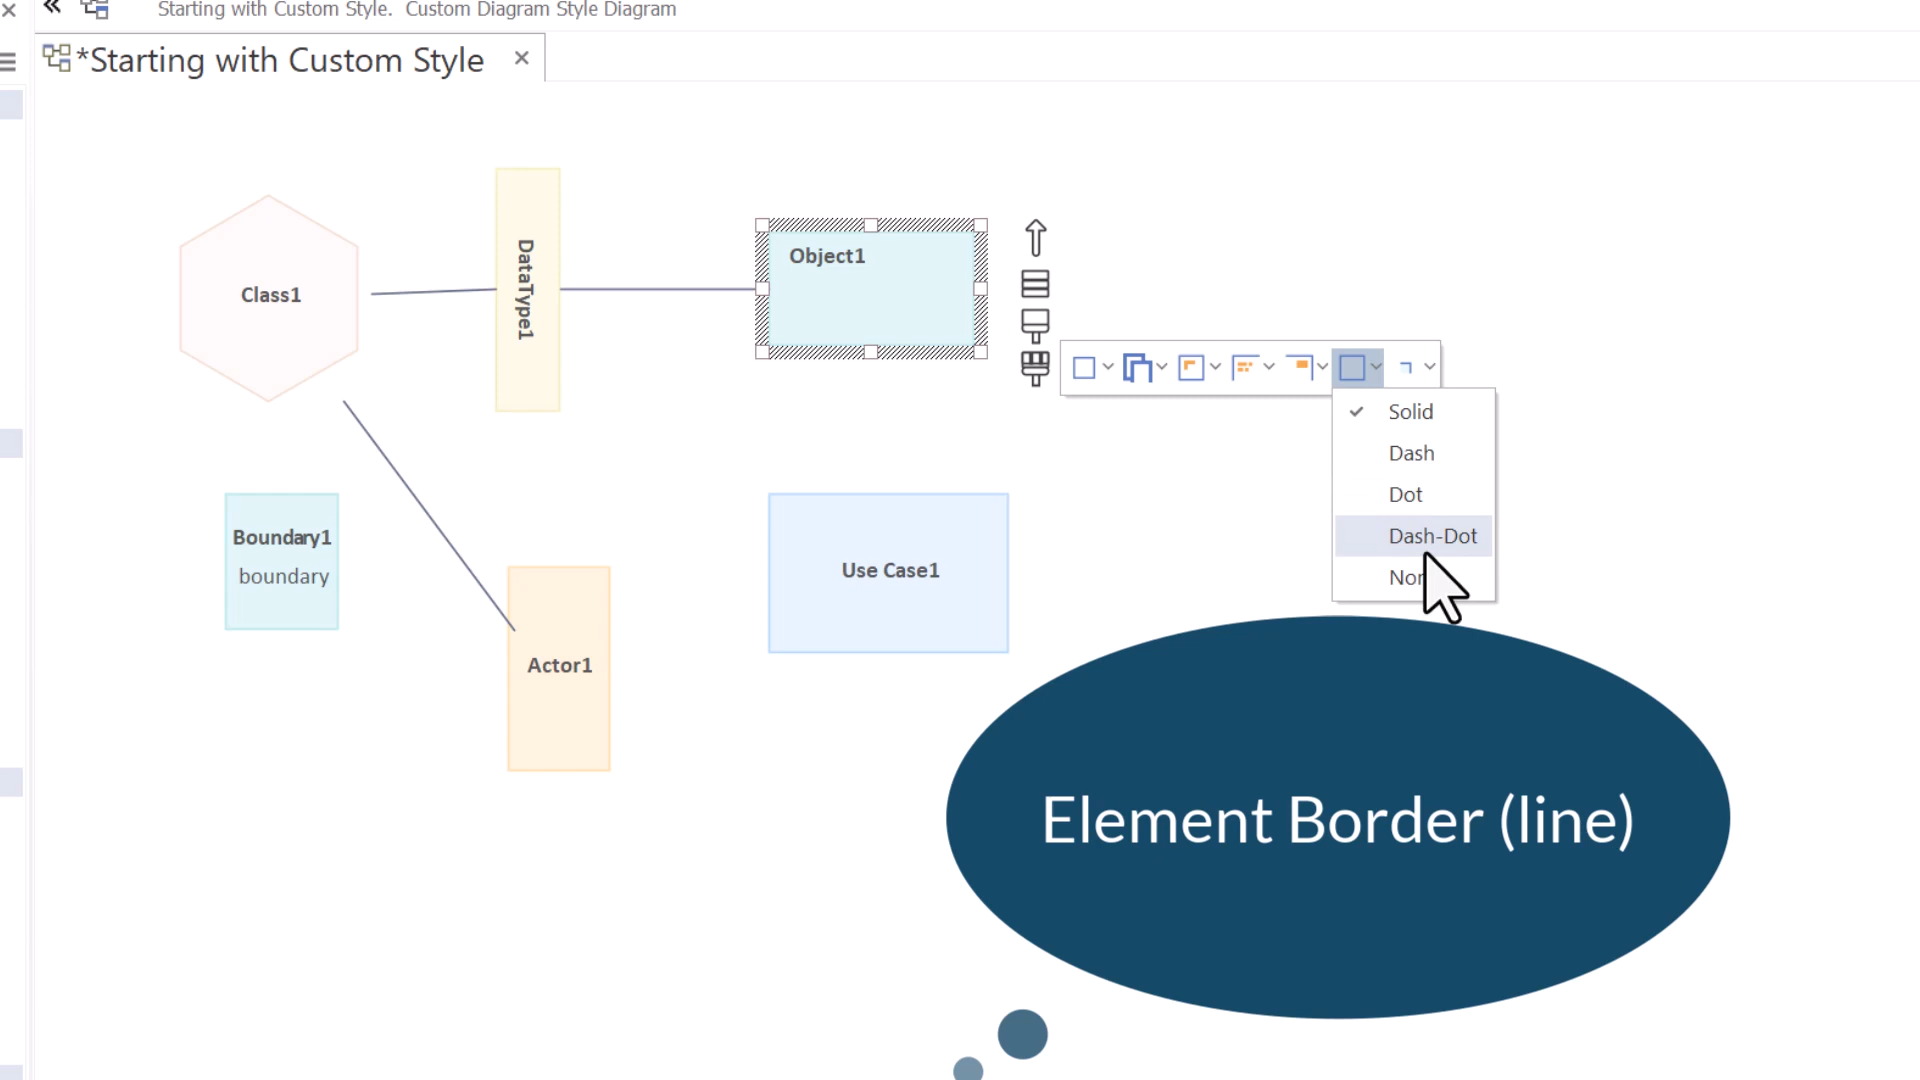 Starting with Custom Style.  Custom Diagram Style Diagram
*Starting with Custom Style
Class1
DataType1
Object1
Solid
Dash
Dot
Dash-Dot
Boundary1
boundary
Actor1
Use Case1
Element Border (line)